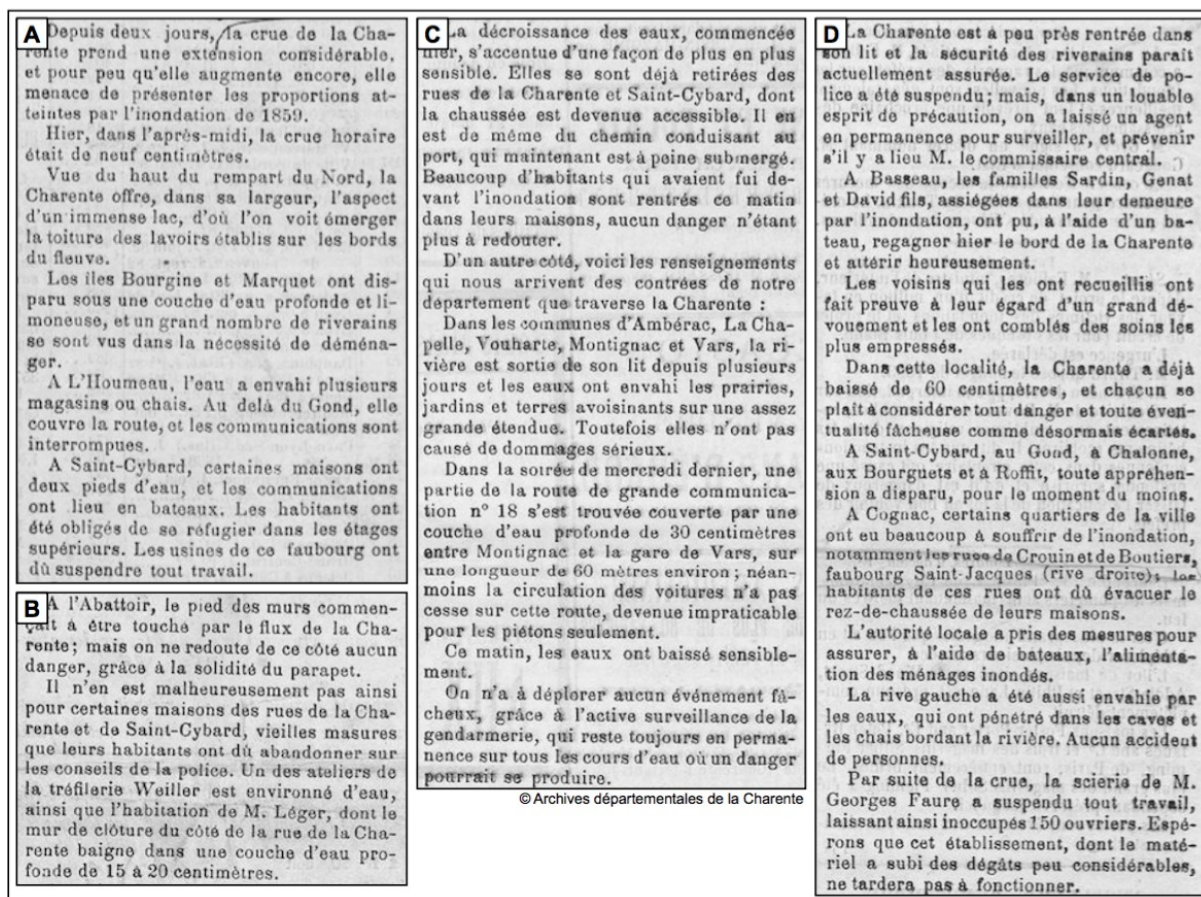 A
Depuis deux jours, la crue de la Cha-
rente prend une extension considérable,
et pour peu qu'elle augmente encore, elle
menace de présenter les proportions at-
teintes par l'inondation de 1859.
Hier, dans l'après-midi, la crue horaire
était de neuf centimètres.
Vue du haut du rempart du Nord, la
Charente offre, dans sa largeur, l'aspect
d'un immense lac, d'où l'on voit émerger
la toiture des lavoirs établis sur les bords
du fleuve.
Les îles Bourgine et Marquet ont dis-
paru sous une couche d'eau profonde et li-
moneuse, et un grand nombre de riverains
se sont vus dans la nécessité de déména-
ger.
A L'Houmeau, l'eau a envahi plusieurs
magasins ou chais. Au delà du Gond, elle
couvre la route, et les communications sont
interrompues.
A Saint-Cybard, certaines maisons ont
deux pieds d'eau, et les communications
ont lieu en bateaux. Les habitants ont
été obligés de se réfugier dans les étages
supérieurs. Les usines de ce faubourg ont
dû suspendre tout travail.
B
A l'Abattoir, le pied des murs commen-
çait à être touché par le flux de la Cha-
rente; mais on ne redoute de ce côté aucun
danger, grâce à la solidité du parapet.
Il n'en est malheureusement pas ainsi
pour certaines maisons des rues de la Cha-
rente et de Saint-Cybard, vieilles masures
que leurs habitants ont dû abandonner sur
les conseils de la police. Un des ateliers de
la tréfilerie Weiller est environné d'eau,
ainsi que l'habitation de M. Léger, dont le
mur de clôture du côté de la rue de la Cha-
rente baigne dans une couche d'eau pro-
fonde de 15 à 20 centimètres.
C
La décroissance des eaux, commencée
hier, s'accentue d'une façon de plus en plus
sensible. Elles se sont déjà retirées des
rues de la Charente et Saint-Cybard, dont
la chaussée est devenue accessible. Il en
est de même du chemin conduisant au
port, qui maintenant est à peine submergé.
Beaucoup d'habitants qui avaient fui de-
vant l'inondation sont rentrés ce matin
dans leurs maisons, aucun danger n'étant
plus à redouter.
D'un autre côté, voici les renseignements
qui nous arrivent des contrées de notre
département que traverse la Charente :
Dans les communes d'Ambérac, La Cha-
pelle, Vouharte, Montignac et Vars, la ri-
vière est sortie de son lit depuis plusieurs
jours et les eaux ont envahi les prairies,
jardins et terres avoisinants sur une assez
grande étendue. Toutefois elles n'ont pas
causé de dommages sérieux.
Dans la soirée de mercredi dernier, une
partie de la route de grande communica-
tion n° 18 s'est trouvée couverte par une
couche d'eau profonde de 30 centimètres
entre Montignac et la gare de Vars, sur
une longueur de 60 mètres environ ; néan-
moins la circulation des voitures n'a pas
cessé sur cette route, devenue impraticable
pour les piétons seulement.
Ce matin, les eaux ont baissé sensible-
ment.
On n'a à déplorer aucun événement fâ-
cheux, grâce à l'active surveillance de la
gendarmerie, qui reste toujours en perma-
nence sur tous les cours d'eau où un danger
pourrait se produire.
© Archives départementales de la Charente
D
La Charente est à peu près rentrée dans
son lit et la sécurité des riverains paraît
actuellement assurée. Le service de po-
lice a été suspendu; mais, dans un louable
esprit de précaution, on a laissé un agent
en permanence pour surveiller, et prévenir
s'il y a lieu M. le commissaire central.
A Basseau, les familles Sardin, Genat
et David fils, assiégées dans leur demeure
par l'inondation, ont pu, à l'aide d'un ba-
teau, regagner hier le bord de la Charente
et attérir heureusement.
Les voisins qui les ont recueillis ont
fait preuve à leur égard d'un grand dé-
vouement et les ont comblés des soins les
plus empressés.
Dans cette localité, la Charente a déjà
baissé de 60 centimètres, et chacun se
plaît à considérer tout danger et toute éven-
tualité fâcheuse comme désormais écartés.
A Saint-Cybard, au Gond, à Chalonne,
aux Bourguets et à Roffit, toute appréhen-
sion a disparu, pour le moment du moins.
A Cognac, certains quartiers de la ville
ont eu beaucoup à souffrir de l'inondation,
notamment les rues de Crouin et de Boutiers,
faubourg Saint-Jacques (rive droite); les
habitants de ces rues ont dû évacuer le
rez-de-chaussée de leurs maisons.
L'autorité locale a pris des mesures pour
assurer, à l'aide de bateaux, l'alimenta-
tion des ménages inondés.
La rive gauche a été aussi envahie par
les eaux, qui ont pénétré dans les caves et
les chais bordant la rivière. Aucun accident
de personnes.
Par suite de la crue, la scierie de M.
Georges Faure a suspendu tout travail,
laissant ainsi inoccupés 150 ouvriers. Espé-
rons que cet établissement, dont le maté-
riel a subi des dégâts peu considérables,
ne tardera pas à fonctionner.